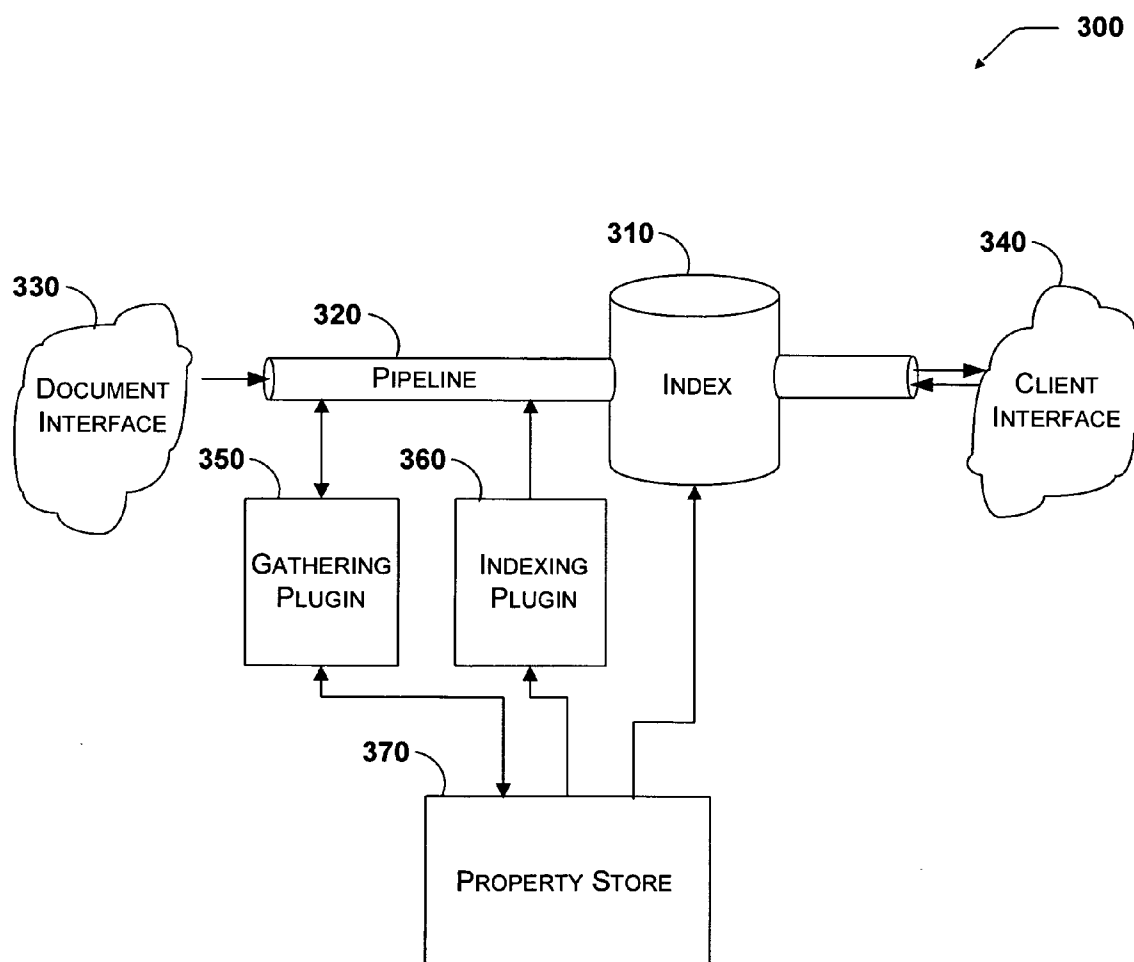 300
310
340
330
320
PIPELINE
DOCUMENT
INTERFACE
INDEX
CLIENT
INTERFACE
350
360
GATHERING
PLUGIN
INDEXING
PLUGIN
370
PROPERTY STORE